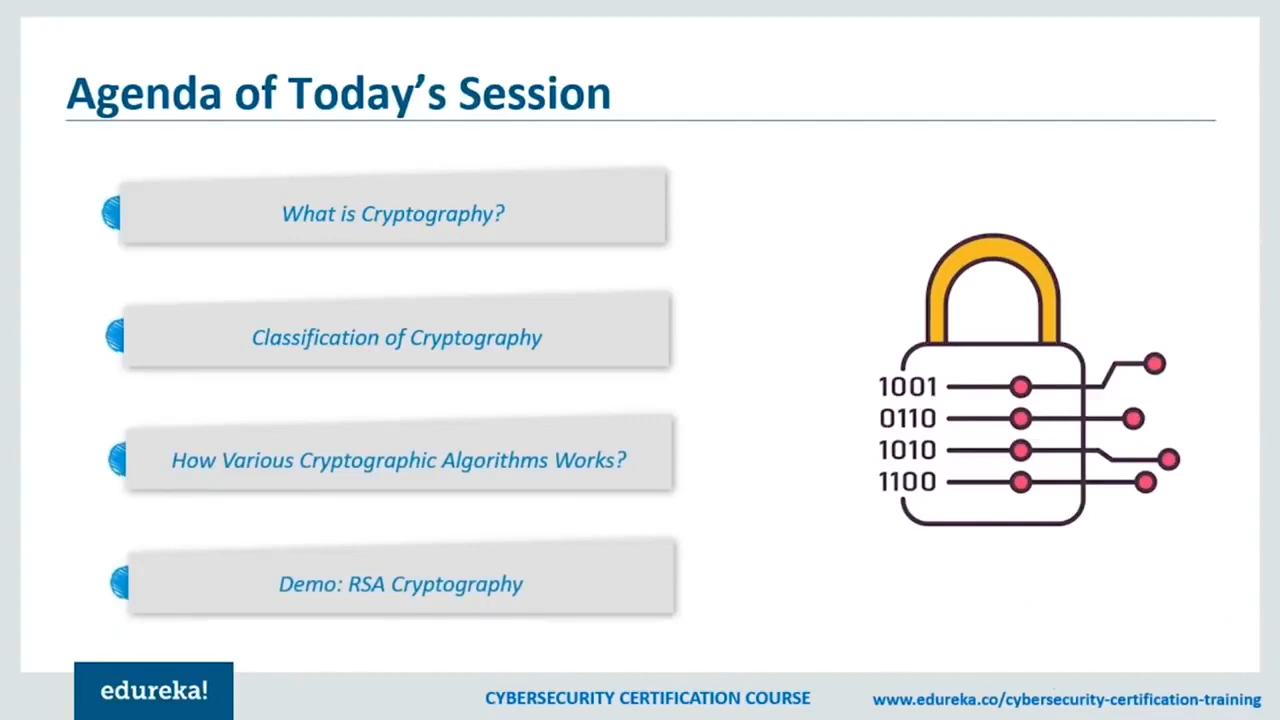 Agenda of Today's Session
What is Cryptography?
Classification of Cryptography
How Various Cryptographic Algorithms Works?
Demo: RSA Cryptography
1001
0110
1010
1100
edureka!
CYBERSECURITY CERTIFICATION COURSE
www.edureka.co/cybersecurity-certification-training